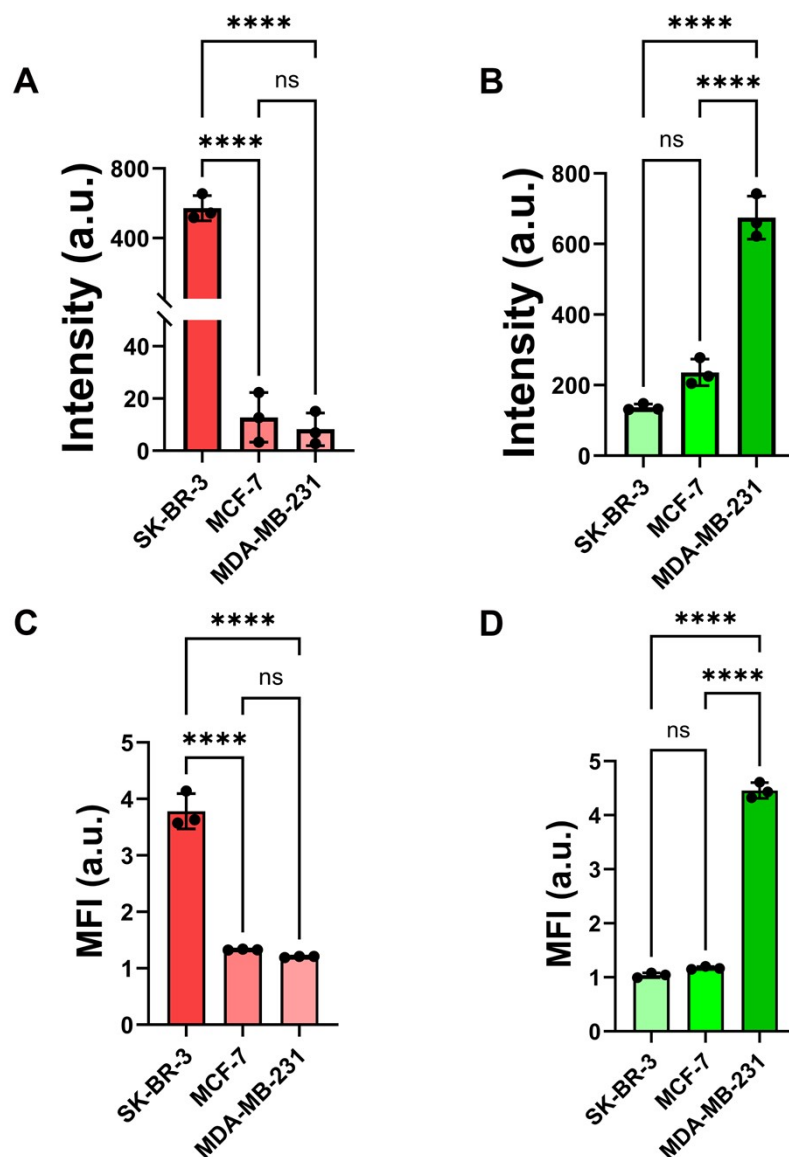 A
****
ns
****
Intensity (a.u.)
800
400
40
20
0
SK-BR-3
MCF-7
MDA-MB-231
B
****
****
ns
Intensity (a.u.)
800
600
400
200
0
SK-BR-3
MCF-7
MDA-MB-231
C
****
ns
****
MFI (a.u.)
5
4
3
2
1
0
SK-BR-3
MCF-7
MDA-MB-231
D
****
****
ns
MFI (a.u.)
5
4
3
2
1
0
SK-BR-3
MCF-7
MDA-MB-231